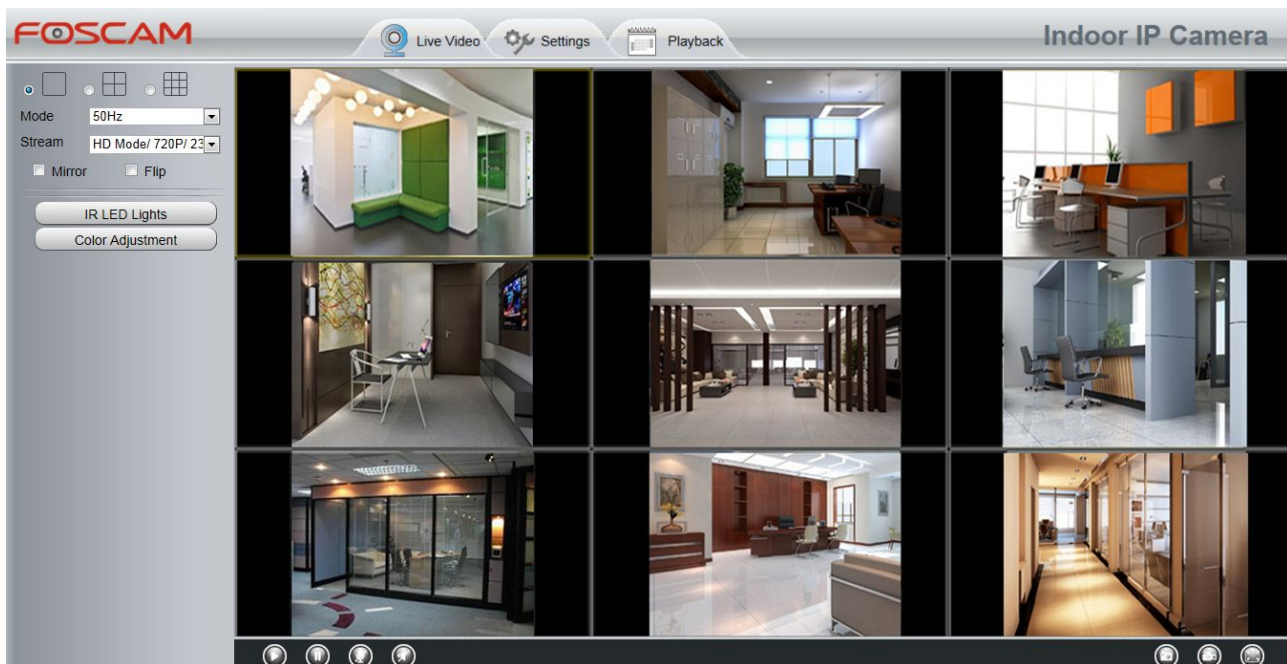 FOSCAM
Live Video
Settings
Playback
Indoor IP Camera
Mode 50Hz
Stream HD Mode/ 720P/ 23
Mirror Flip
IR LED Lights
Color Adjustment